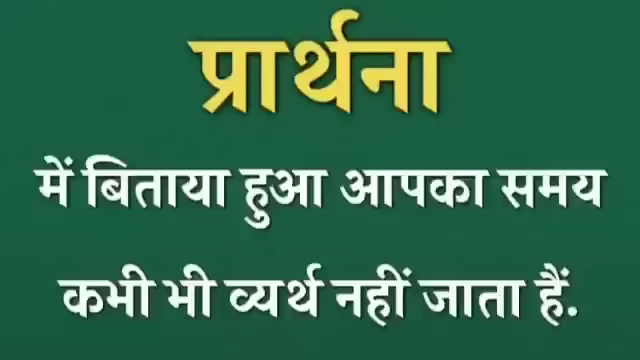 प्रार्थना
में बिताया हुआ आपका समय
कभी भी व्यर्थ नहीं जाता हैं.